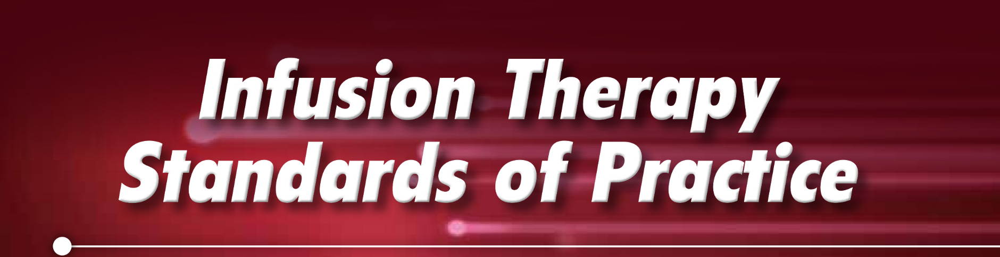 Infusion Therapy
Standards of Practice